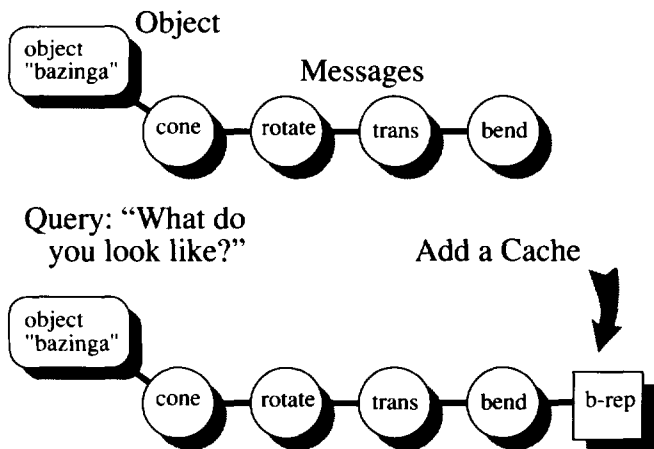 Object
object
"bazinga"
Messages
cone
rotate
trans
bend
Query: “What do
you look like?”
Add a Cache
object
"bazinga"
cone
rotate
trans
bend
b-rep